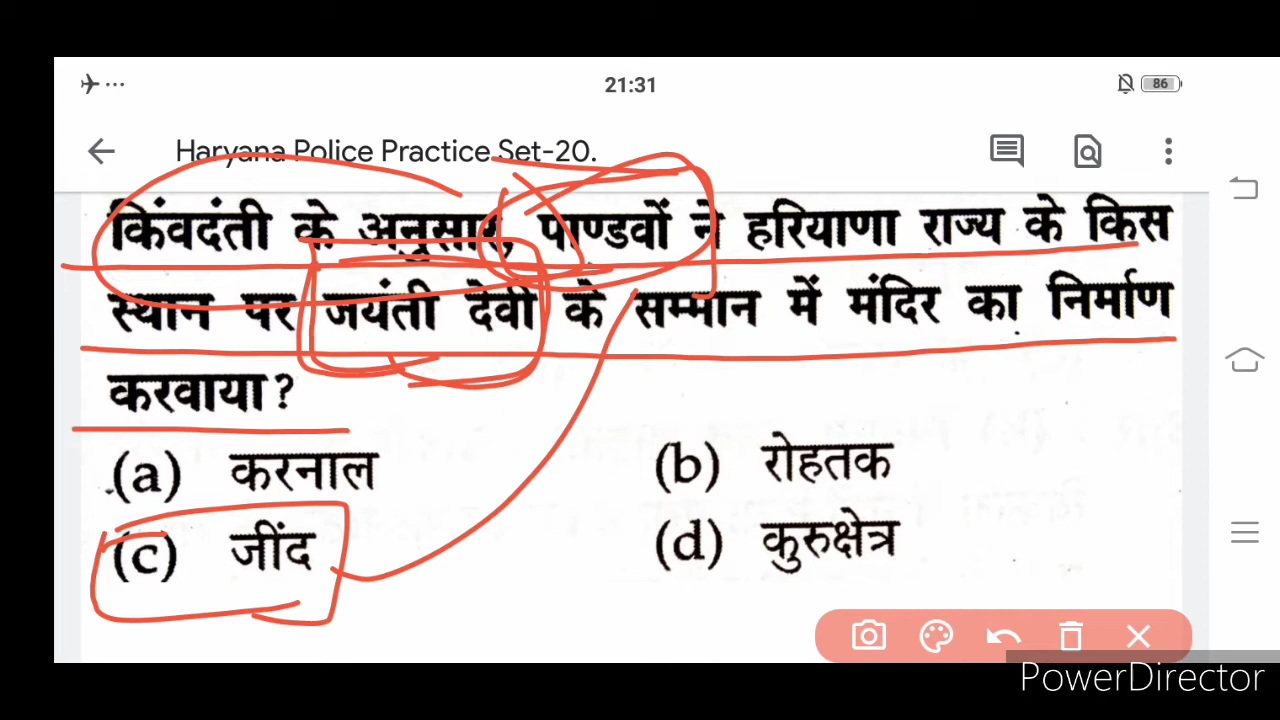 21:31
86
Haryana Police Practice Set-20.
किंवदंती के अनुसार, पाण्डवों ने हरियाणा राज्य के किस
स्थान पर जयंती देवी के सम्मान में मंदिर का निर्माण
करवाया?
(a) करनाल (b) रोहतक
(c) जींद (d) कुरुक्षेत्र
PowerDirector